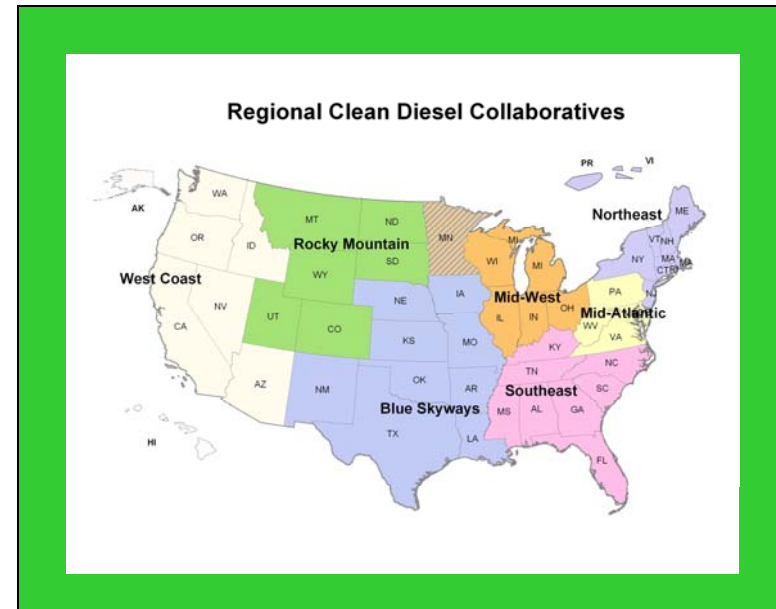 Regional Clean Diesel Collaboratives
PR
VI
AK
WA
MT
ND
MN
MI
Northeast
ME
VT
NH
OR
ID
Rocky Mountain
SD
WI
MI
NY
MA
CT
RI
MA
West Coast
WY
IA
Mid-West
PA
NJ
NV
NE
IL
IN
OH
Mid-Atlantic
UT
CO
WV
CA
KS
MO
KY
VA
AZ
NM
OK
AR
TN
NC
Southeast
SC
Blue Skyways
MS
AL
GA
TX
LA
HI
FL